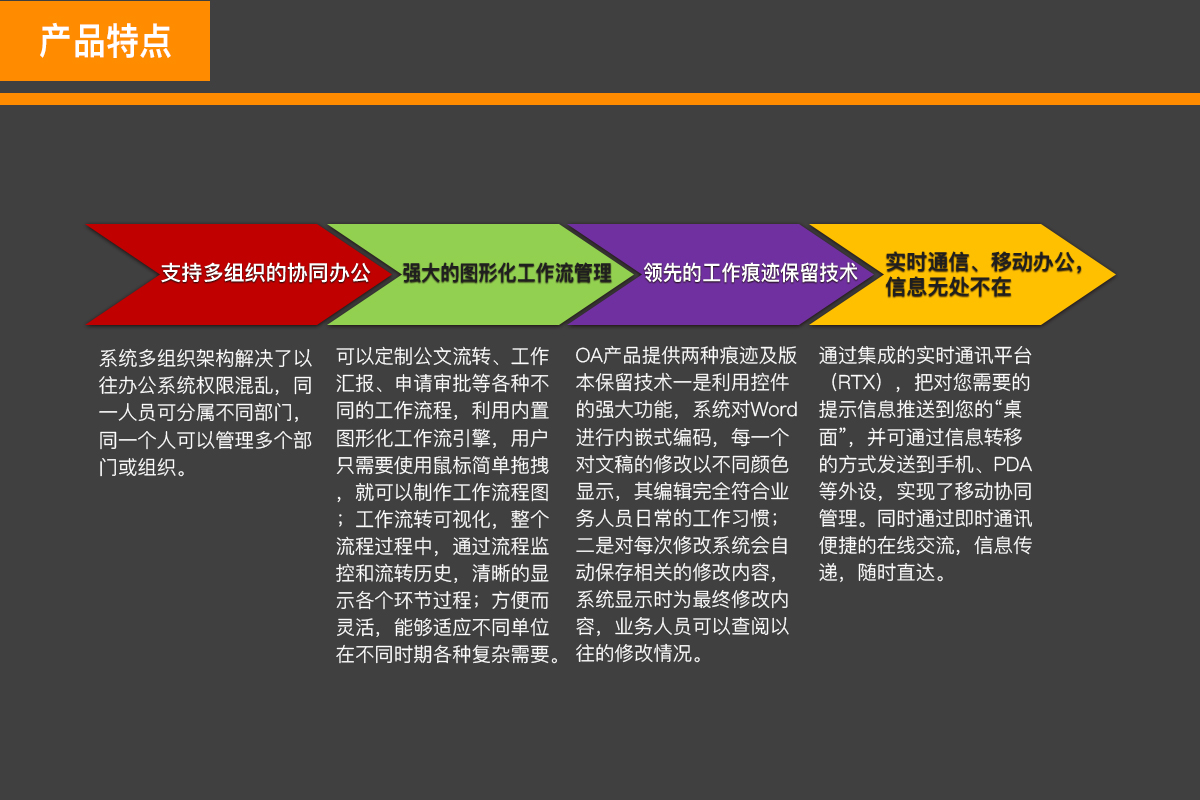 产品特点
支持多组织的协同办公
强大的图形化工作流管理
领先的工作痕迹保留技术
实时通信、移动办公，
信息无处不在
系统多组织架构解决了以
往办公系统权限混乱，同
一人员可分属不同部门，
同一个人可以管理多个部
门或组织。
可以定制公文流转、工作
汇报、申请审批等各种不
同的工作流程，利用内置
图形化工作流引擎，用户
只需要使用鼠标简单拖拽
，就可以制作工作流程图
；工作流转可视化，整个
流程过程中，通过流程监
控和流转历史，清晰的显
示各个环节过程；方便而
灵活，能够适应不同单位
在不同时期各种复杂需要。
OA产品提供两种痕迹及版
本保留技术一是利用控件
的强大功能，系统对Word
进行内嵌式编码，每一个
对文稿的修改以不同颜色
显示，其编辑完全符合业
务人员日常的工作习惯；
二是对每次修改系统会自
动保存相关的修改内容，
系统显示时为最终修改内
容，业务人员可以查阅以
往的修改情况。
通过集成的实时通讯平台
（RTX），把对您需要的
提示信息推送到您的“桌
面”，并可通过信息转移
的方式发送到手机、PDA
等外设，实现了移动协同
管理。同时通过即时通讯
便捷的在线交流，信息传
递，随时直达。